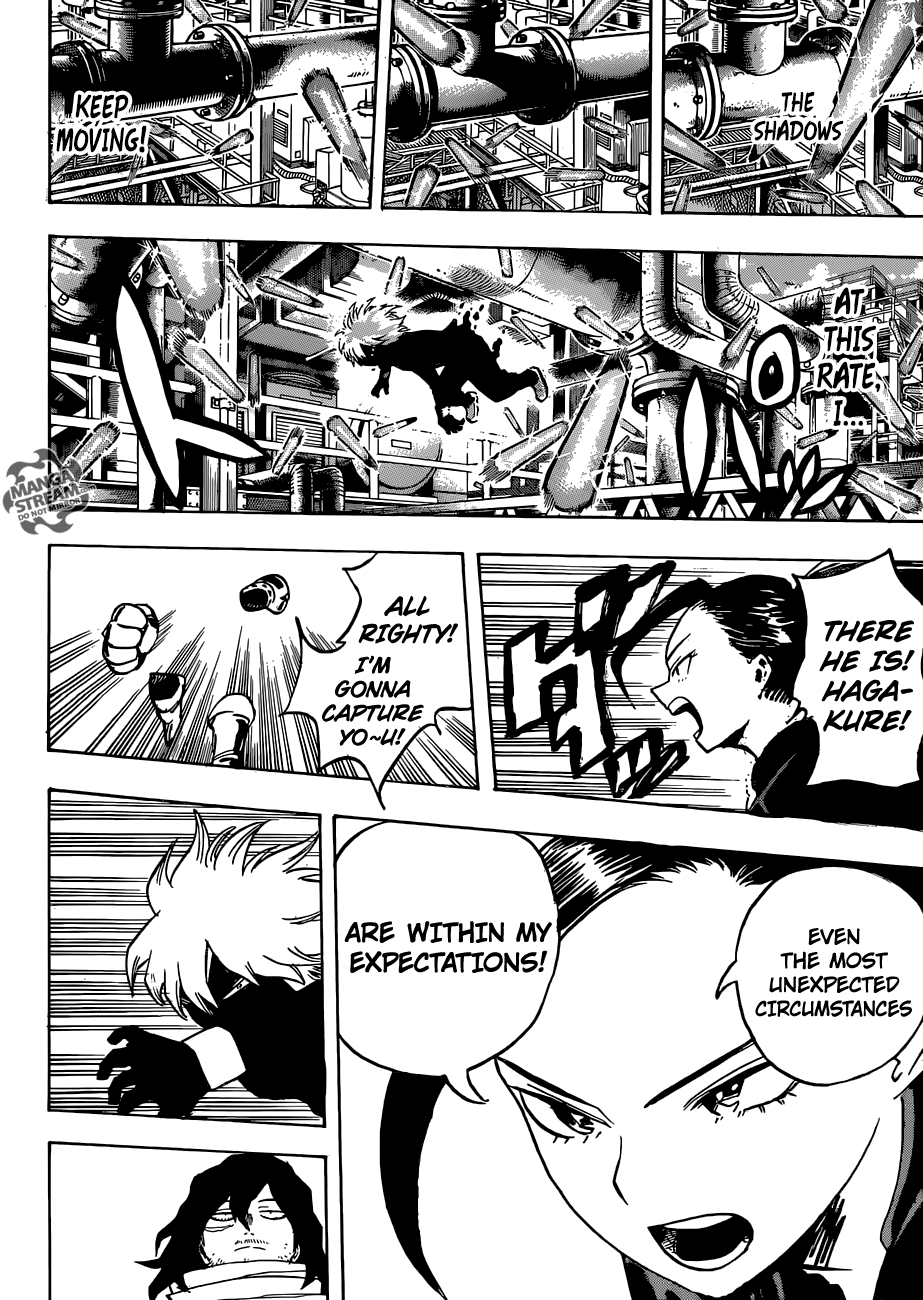 THE
SHADOWS
KEEP
MOVING!
AT
THIS
RATE,
I....
MANGA
STREAM
DO NOT MIRROR
THERE
HE IS!
HAGA-
KURE!
ALL
RIGHTY!
I'M
GONNA
CAPTURE
YO~U!
EVEN
THE MOST
UNEXPECTED
CIRCUMSTANCES
ARE WITHIN MY
EXPECTATIONS!